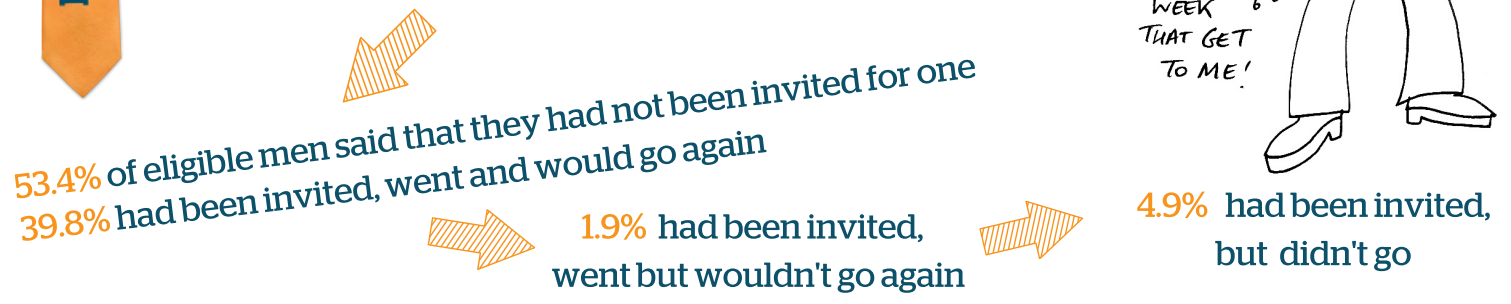 WEEK
THAT GET
TO ME!
53.4% of eligible men said that they had not been invited for one
39.8% had been invited, went and would go again
1.9% had been invited,
went but wouldn't go again
4.9% had been invited,
but didn't go